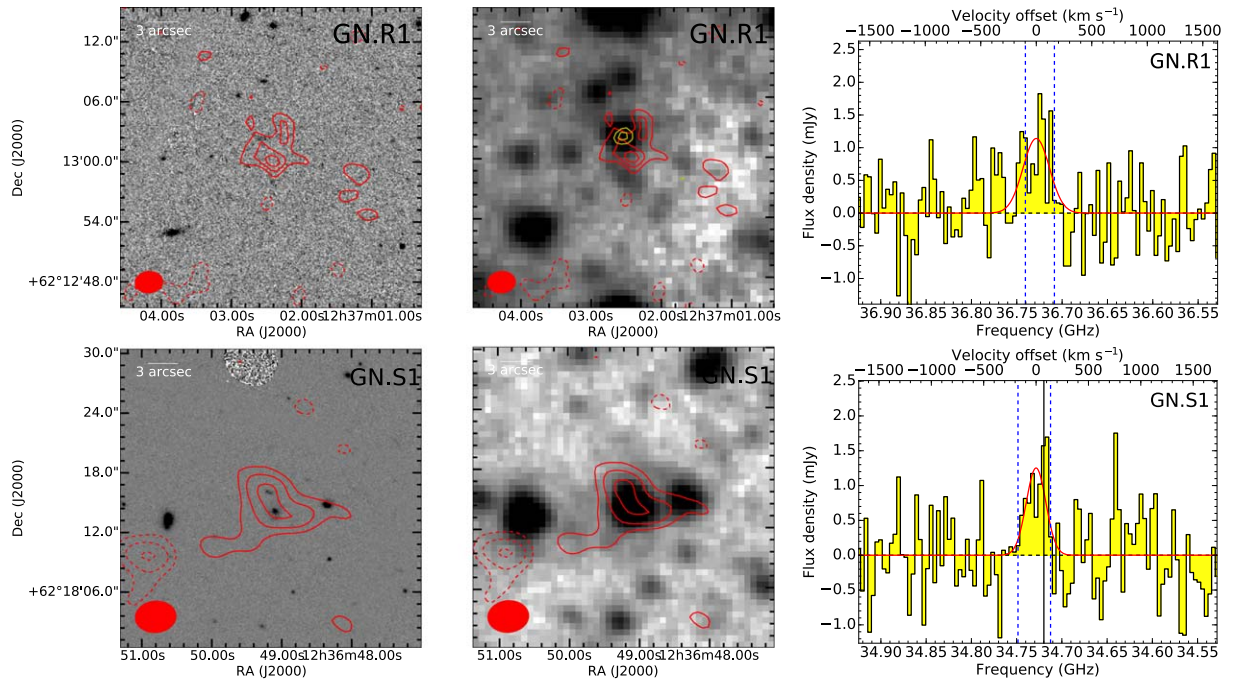 GN.R1
3 arcsec
12.0"
06.0"
13'00.0"
54.0"
+62°12'48.0"
Dec (J2000)
04.00s 03.00s 02.00s 12h37m01.00s
RA (J2000)
GN.R1
3 arcsec
04.00s 03.00s 02.00s 12h37m01.00s
RA (J2000)
Velocity offset (km s⁻¹)
−1500 −1000 −500 0 500 1000 1500
GN.R1
2.5
2.0
1.5
1.0
0.5
0.0
−0.5
−1.0
Flux density (mJy)
36.90 36.85 36.80 36.75 36.70 36.65 36.60 36.55
Frequency (GHz)
GN.S1
3 arcsec
30.0"
24.0"
18.0"
12.0"
+62°18'06.0"
Dec (J2000)
51.00s 50.00s 49.00s 12h36m48.00s
RA (J2000)
GN.S1
3 arcsec
51.00s 50.00s 49.00s 12h36m48.00s
RA (J2000)
Velocity offset (km s⁻¹)
−1500 −1000 −500 0 500 1000 1500
GN.S1
2.5
2.0
1.5
1.0
0.5
0.0
−0.5
−1.0
Flux density (mJy)
34.90 34.85 34.80 34.75 34.70 34.65 34.60 34.55
Frequency (GHz)